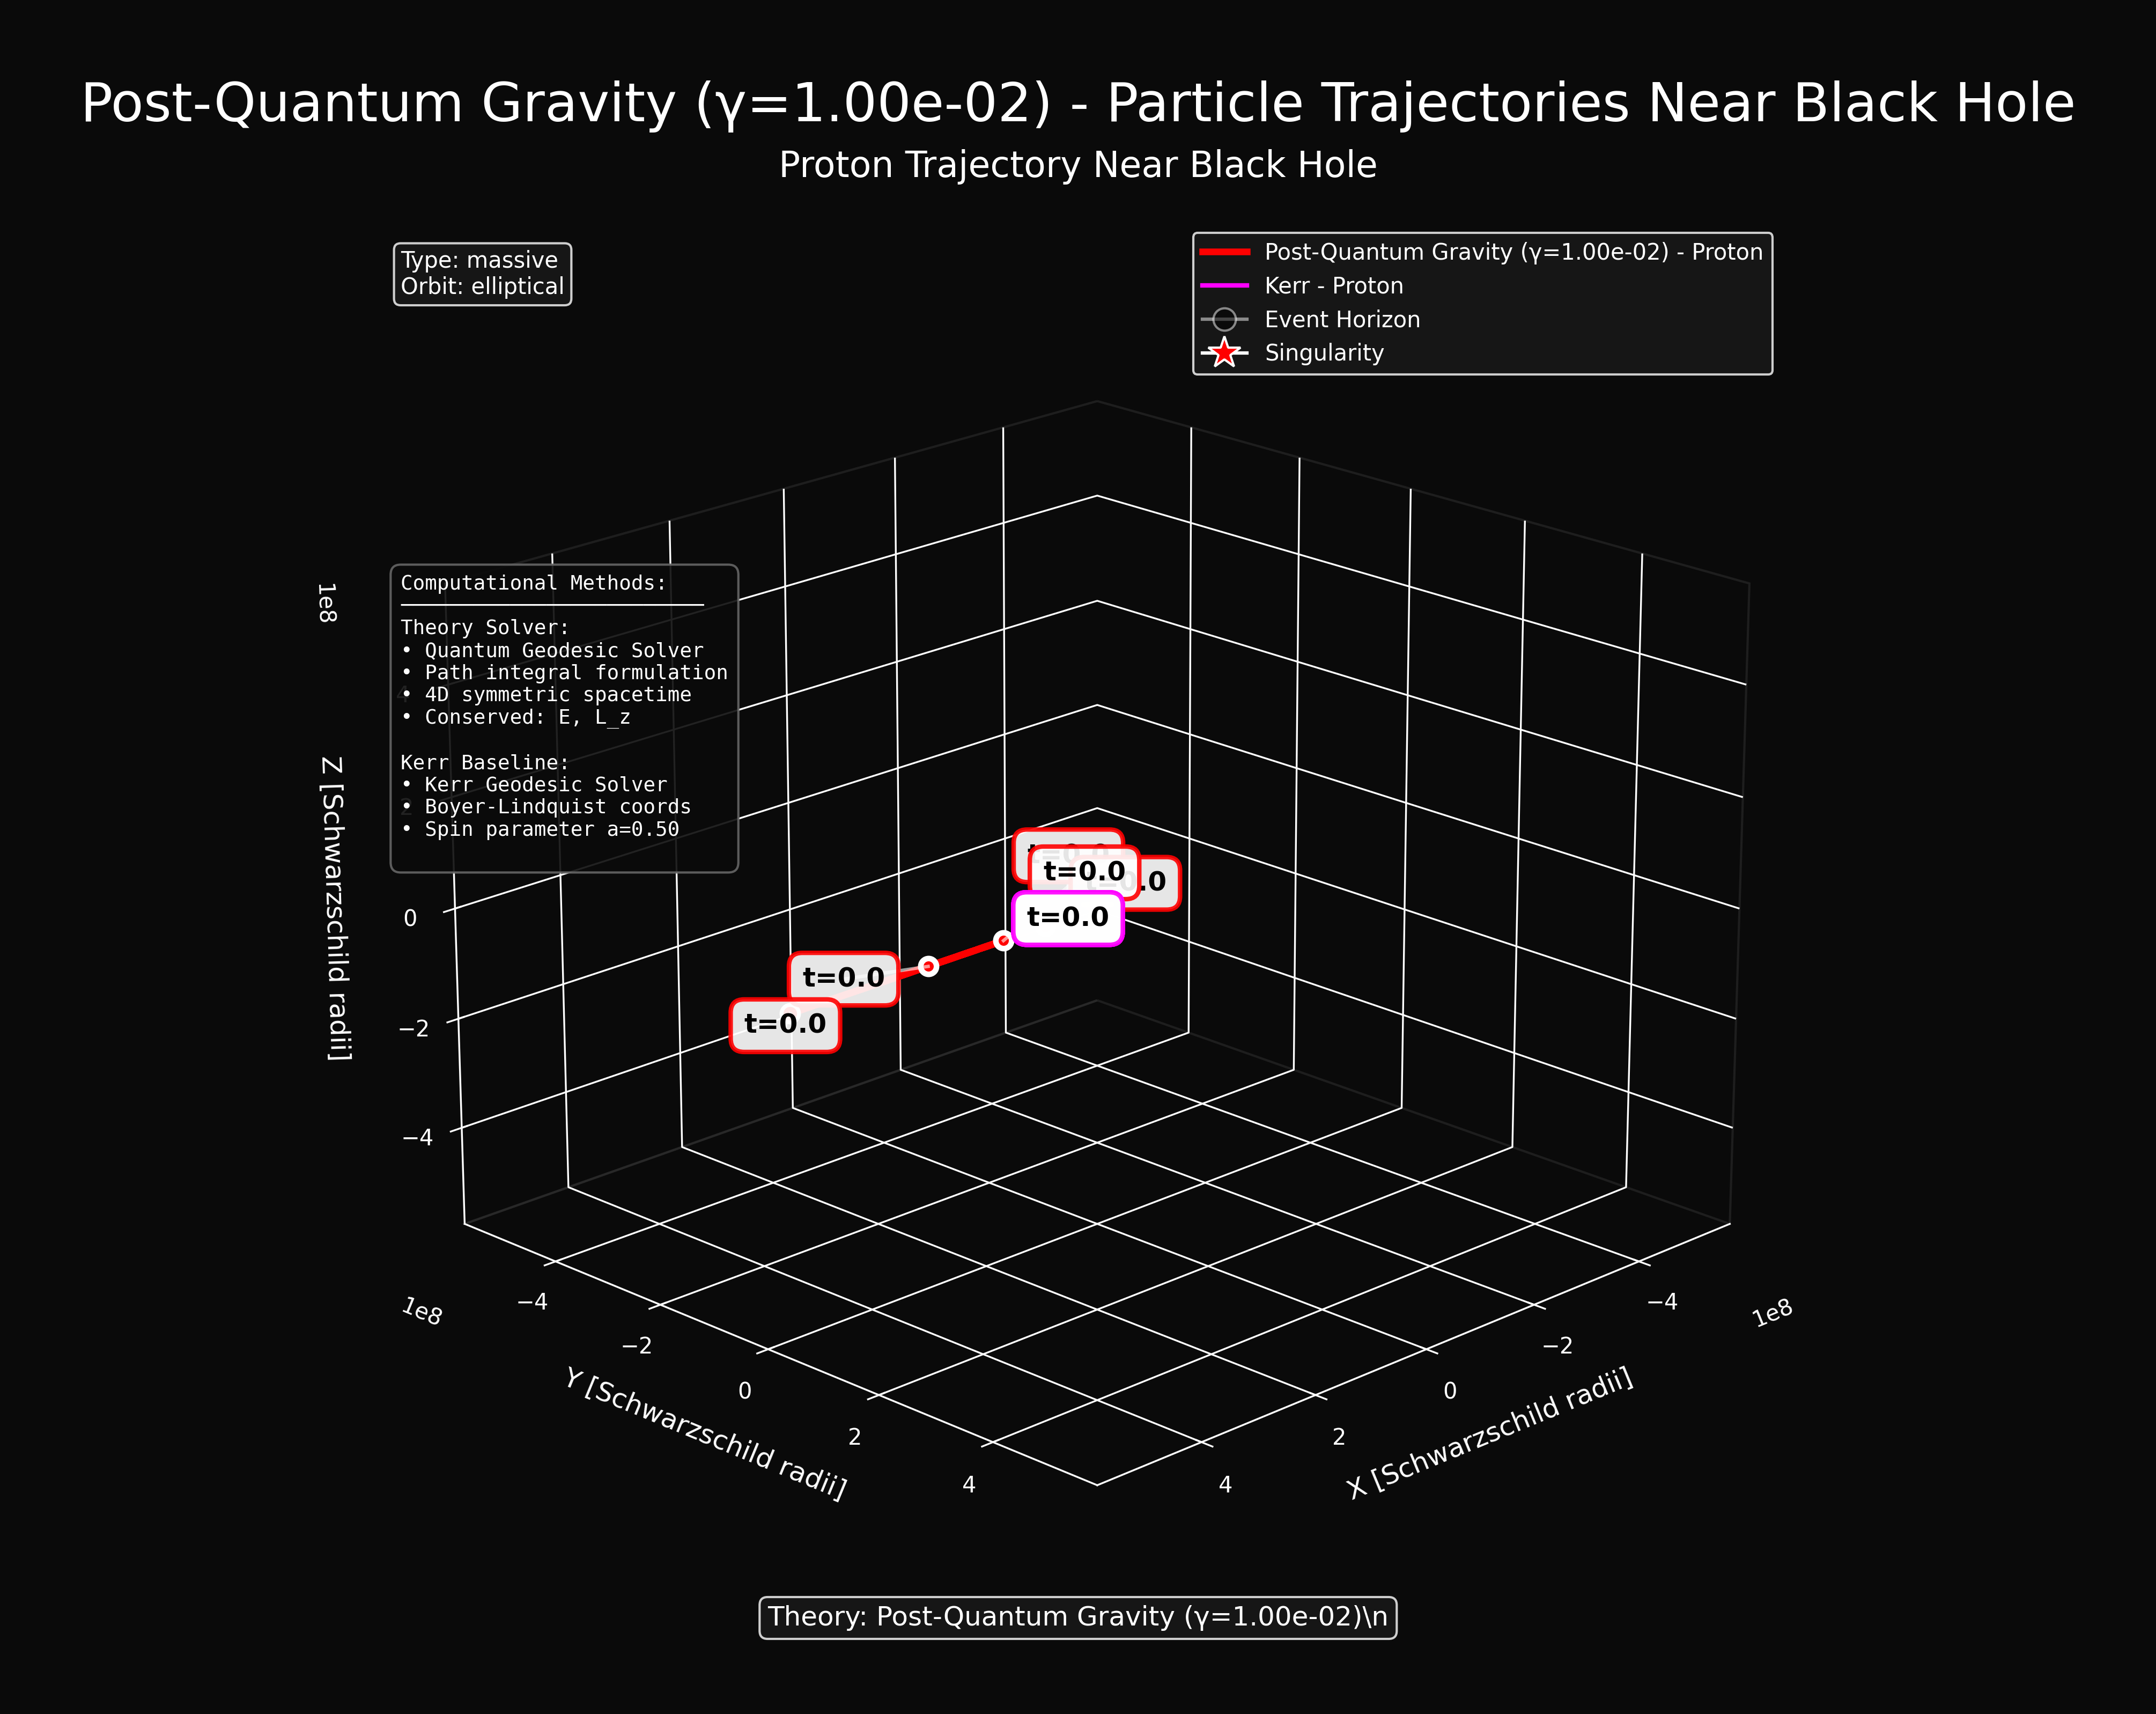 Post-Quantum Gravity (γ=1.00e-02) - Particle Trajectories Near Black Hole
Proton Trajectory Near Black Hole
Type: massive
Orbit: elliptical
Post-Quantum Gravity (γ=1.00e-02) - Proton
Kerr - Proton
Event Horizon
Singularity
Computational Methods:
Theory Solver:
• Quantum Geodesic Solver
• Path integral formulation
• 4D symmetric spacetime
• Conserved: E, L_z
Kerr Baseline:
• Kerr Geodesic Solver
• Boyer-Lindquist coords
• Spin parameter a=0.50
1e8
Z [Schwarzschild radii]
4
2
0
−2
−4
t=0.0
t=0.0
t=0.0
t=0.0
t=0.0
t=0.0
1e8
−4
−2
0
2
4
Y [Schwarzschild radii]
−4
−2
0
2
4
1e8
X [Schwarzschild radii]
Theory: Post-Quantum Gravity (γ=1.00e-02)\n